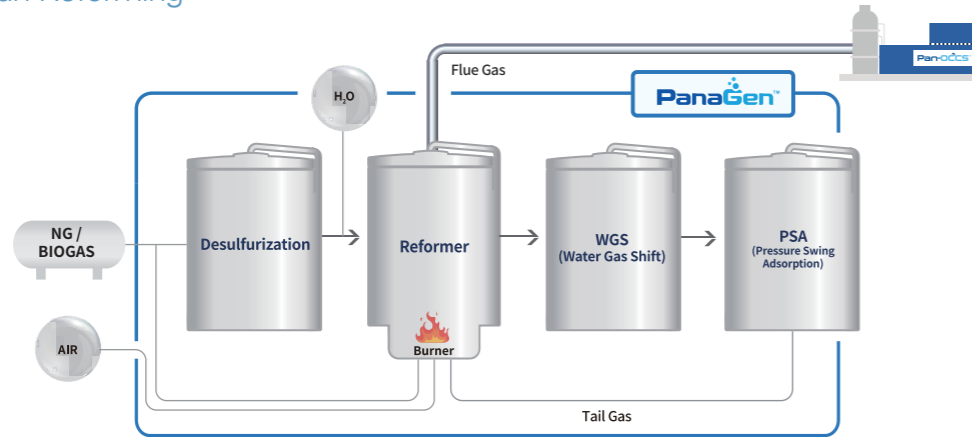 Reforming
Flue Gas
Pan-OCCS
H₂O
PanaGen™
NG /
BIOGAS
Desulfurization
Reformer
WGS
(Water Gas Shift)
PSA
(Pressure Swing
Adsorption)
AIR
Burner
Tail Gas